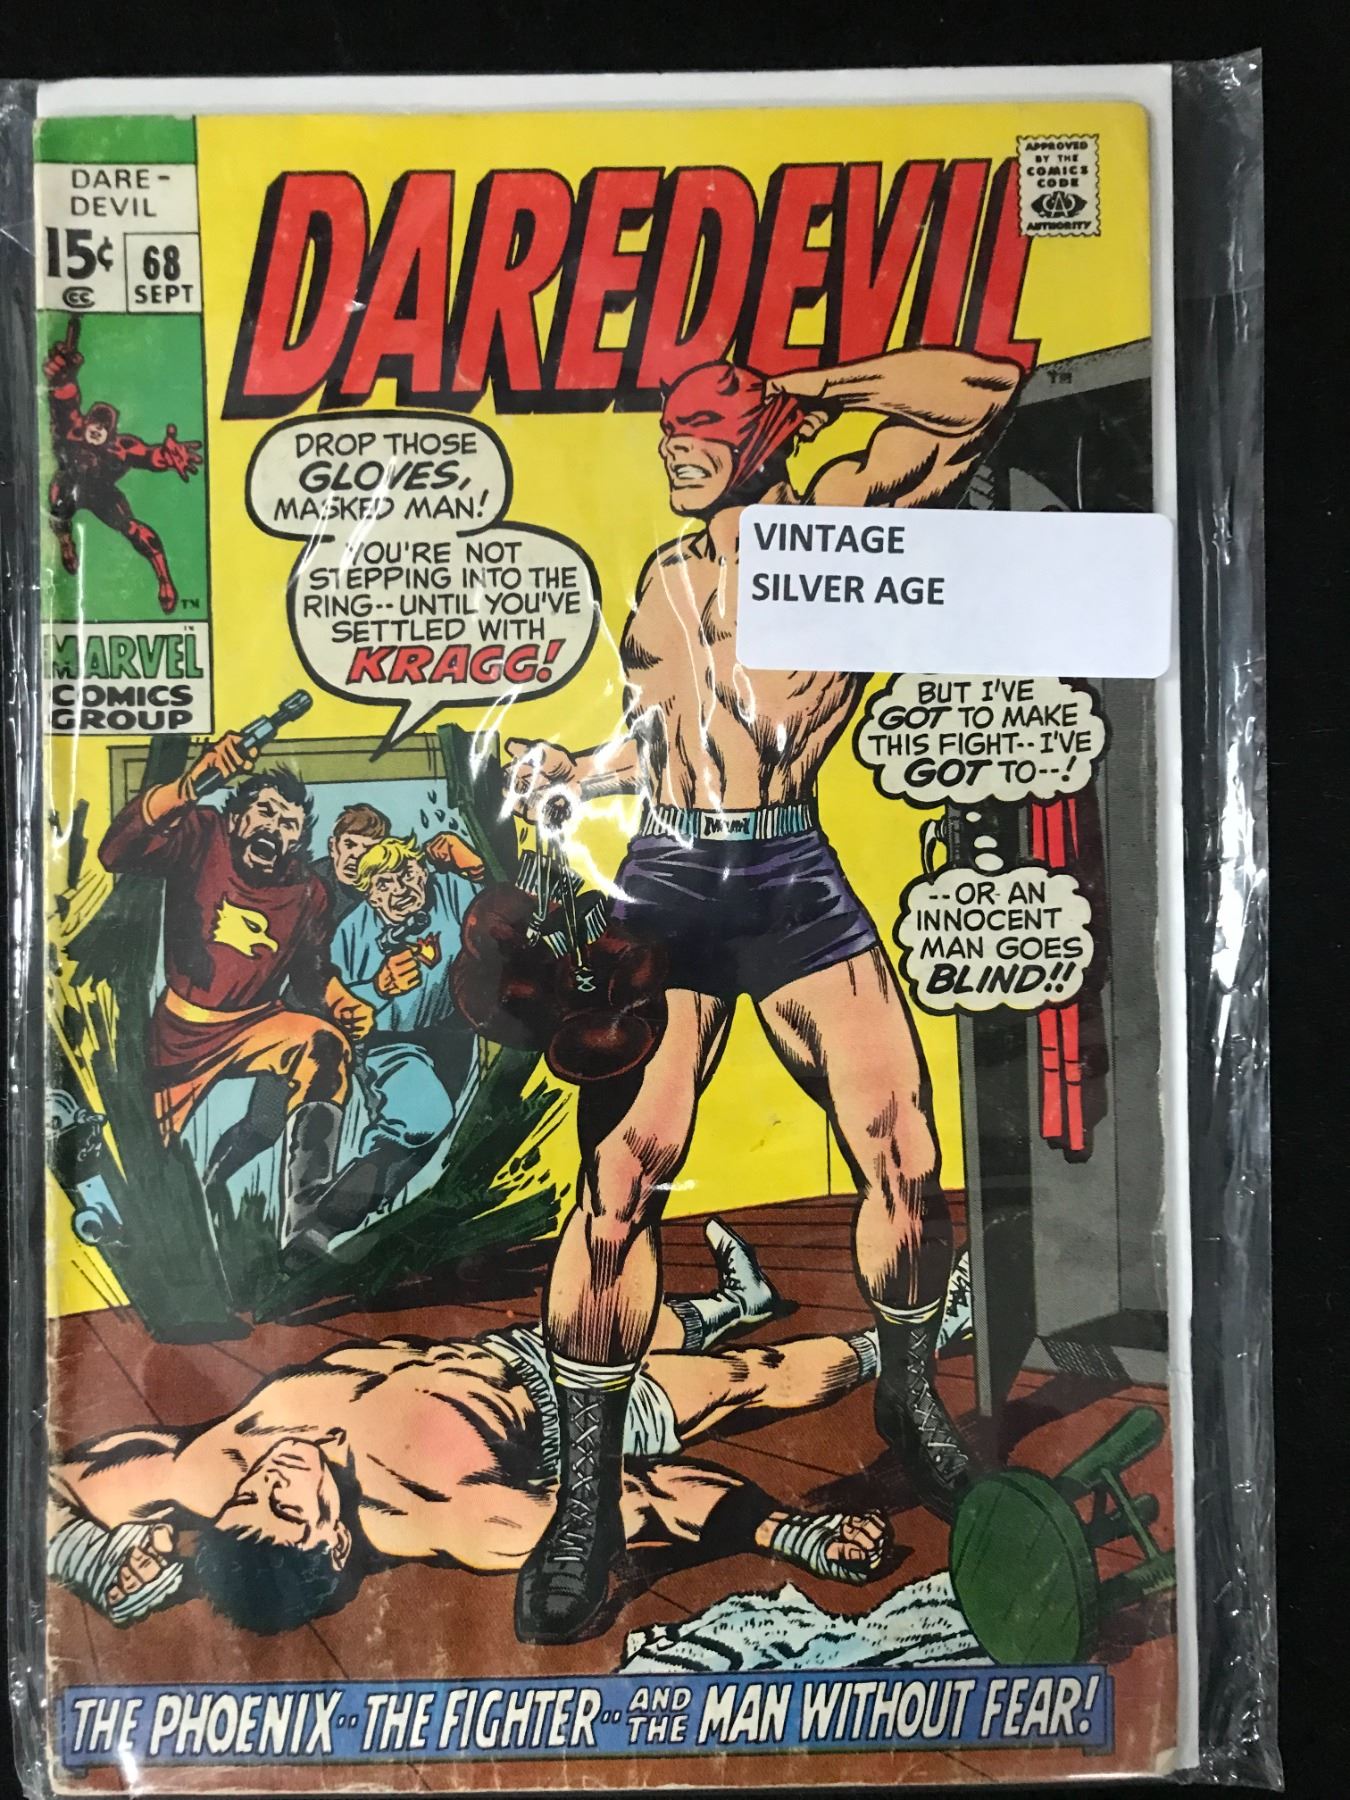 DARE-
DEVIL
15¢
68
SEPT
CC
TM
MARVEL
COMICS
GROUP
DAREDEVIL
TM
APPROVED
BY THE
COMICS
CODE
A
AUTHORITY
DROP THOSE
GLOVES,
MASKED MAN!
YOU'RE NOT
STEPPING INTO THE
RING--UNTIL YOU'VE
SETTLED WITH
KRAGG!
VINTAGE
SILVER AGE
BUT I'VE
GOT TO MAKE
THIS FIGHT--I'VE
GOT TO--!
--OR AN
INNOCENT
MAN GOES
BLIND!!
THE PHOENIX--THE FIGHTER--AND THE MAN WITHOUT FEAR!